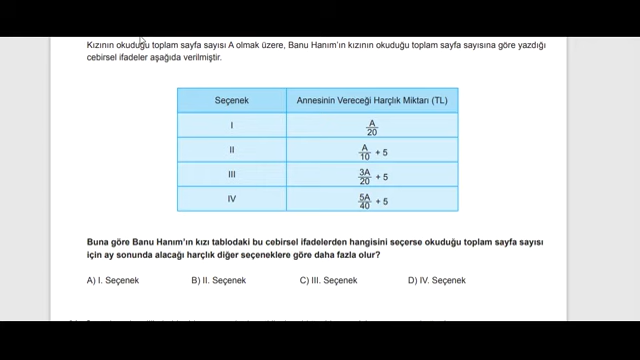 Kızının okuduğu toplam sayfa sayısı A olmak üzere, Banu Hanım'ın kızının okuduğu toplam sayfa sayısına göre yazdığı
cebirsel ifadeler aşağıda verilmiştir.
Seçenek Annesinin Vereceği Harçlık Miktarı (TL)
I A/20
II A/10 + 5
III 3A/20 + 5
IV 5A/40 + 5
Buna göre Banu Hanım'ın kızı tablodaki bu cebirsel ifadelerden hangisini seçerse okuduğu toplam sayfa sayısı
için ay sonunda alacağı harçlık diğer seçeneklere göre daha fazla olur?
A) I. Seçenek B) II. Seçenek C) III. Seçenek D) IV. Seçenek